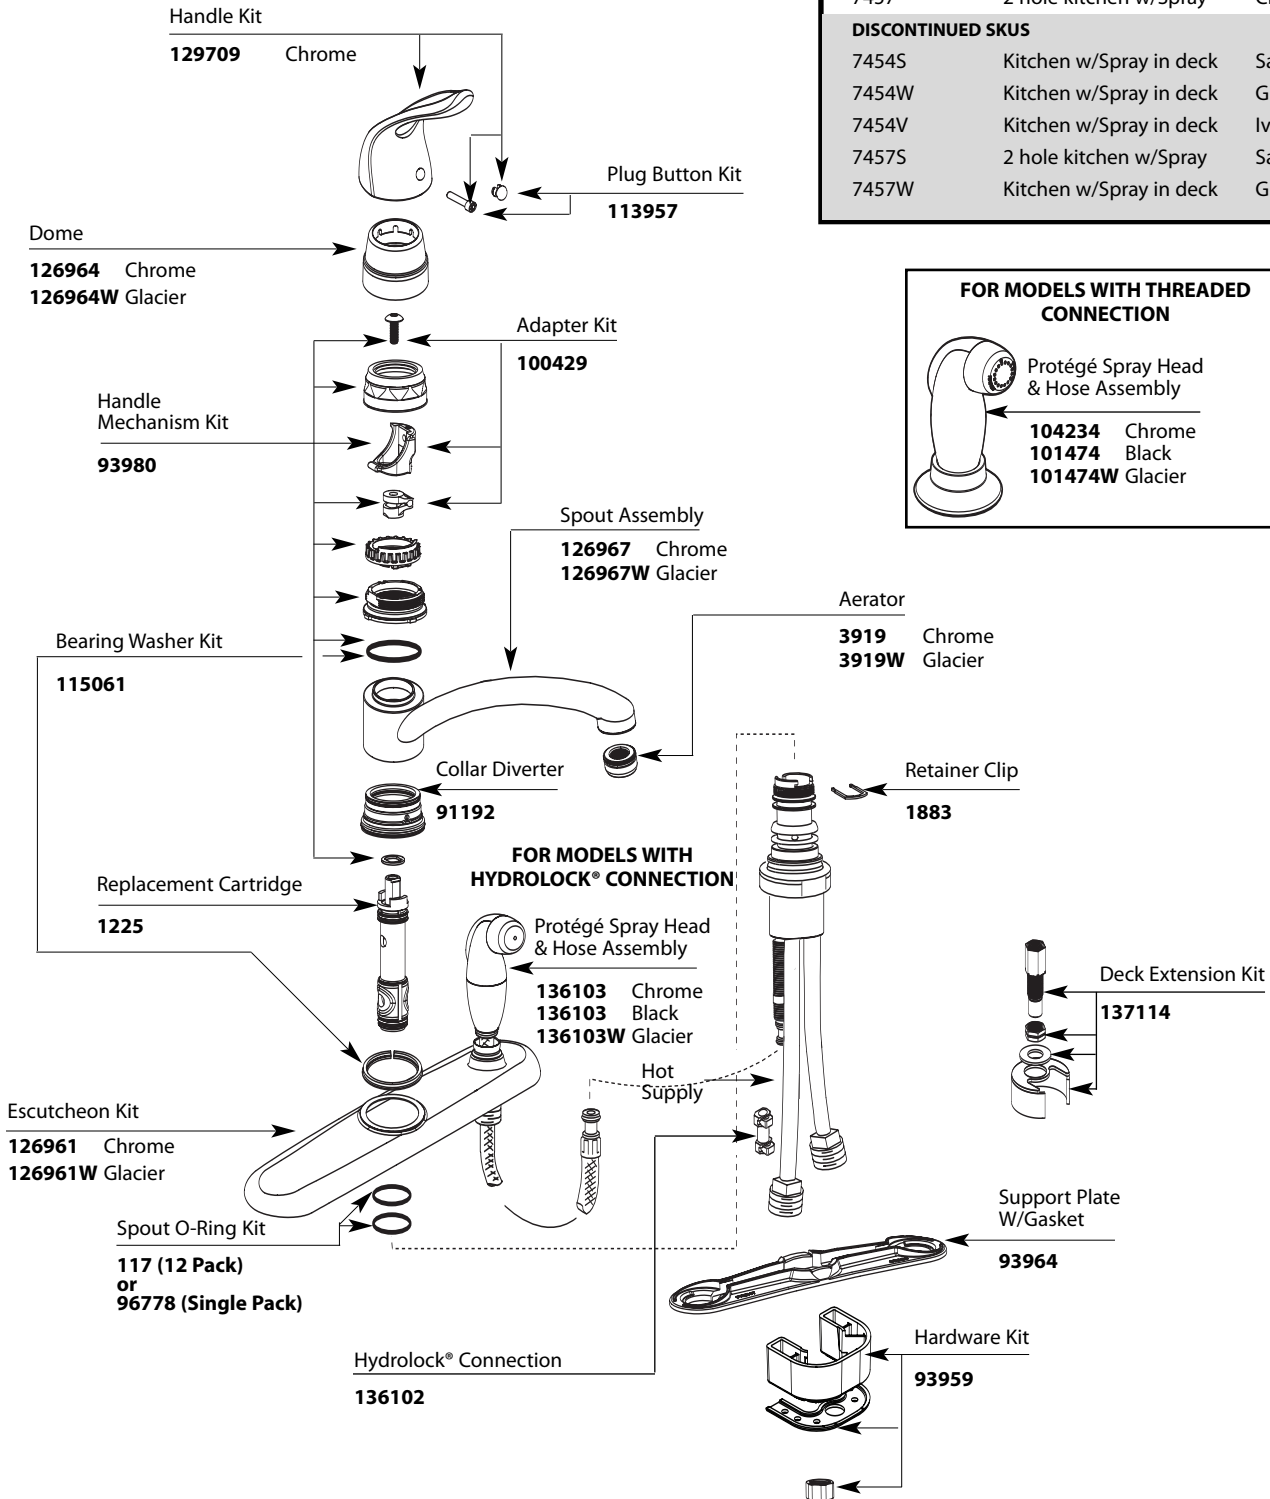 Handle Kit
129709 Chrome
7457 2 hole kitchen w/Spray
DISCONTINUED SKUS
7454S Kitchen w/Spray in deck
7454W Kitchen w/Spray in deck
7454V Kitchen w/Spray in deck
7457S 2 hole kitchen w/Spray
7457W Kitchen w/Spray in deck
Plug Button Kit
113957
Dome
126964 Chrome
126964W Glacier
Adapter Kit
100429
FOR MODELS WITH THREADED
CONNECTION
Protégé Spray Head
& Hose Assembly
104234 Chrome
101474 Black
101474W Glacier
Handle
Mechanism Kit
93980
Spout Assembly
126967 Chrome
126967W Glacier
Aerator
3919 Chrome
3919W Glacier
Bearing Washer Kit
115061
Collar Diverter
91192
Retainer Clip
1883
FOR MODELS WITH
HYDROLOCK® CONNECTION
Replacement Cartridge
1225
Protégé Spray Head
& Hose Assembly
136103 Chrome
136103 Black
136103W Glacier
Deck Extension Kit
137114
Hot
Supply
Escutcheon Kit
126961 Chrome
126961W Glacier
Spout O-Ring Kit
117 (12 Pack)
or
96778 (Single Pack)
Support Plate
W/Gasket
93964
Hydrolock® Connection
136102
Hardware Kit
93959